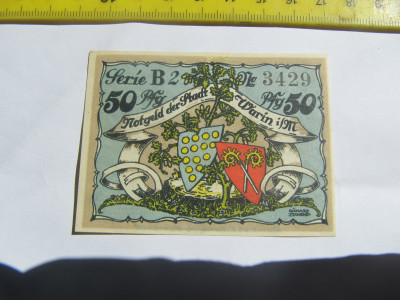 Serie B 2 No 3429
50 Pfg Pfg 50
Notgeld der Stadt Warin i/M